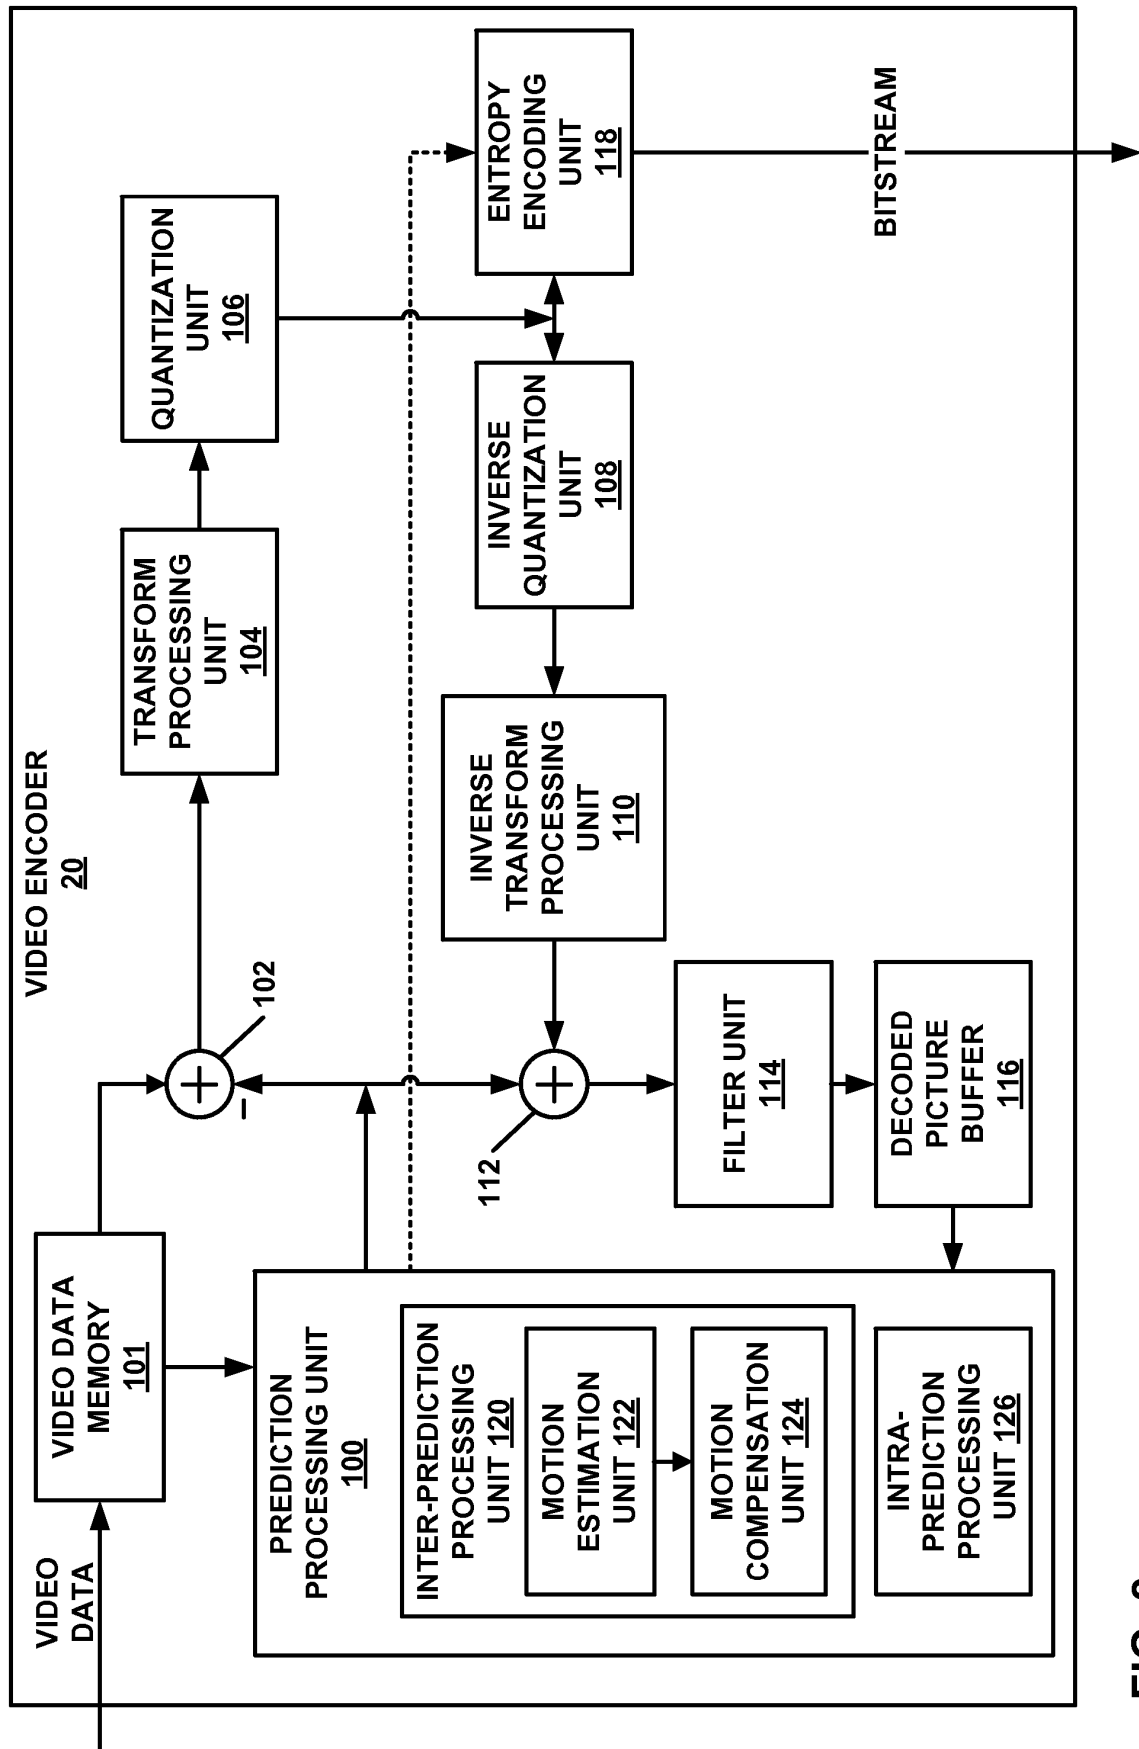 VIDEO ENCODER
20
VIDEO
DATA
VIDEO DATA
MEMORY
101
102
TRANSFORM
PROCESSING
UNIT
104
QUANTIZATION
UNIT
106
PREDICTION
PROCESSING UNIT
100
INTER-PREDICTION
PROCESSING
UNIT 120
MOTION
ESTIMATION
UNIT 122
MOTION
COMPENSATION
UNIT 124
INTRA-
PREDICTION
PROCESSING
UNIT 126
112
INVERSE
TRANSFORM
PROCESSING
UNIT
110
INVERSE
QUANTIZATION
UNIT
108
ENTROPY
ENCODING
UNIT
118
FILTER UNIT
114
DECODED
PICTURE
BUFFER
116
BITSTREAM
FIG.